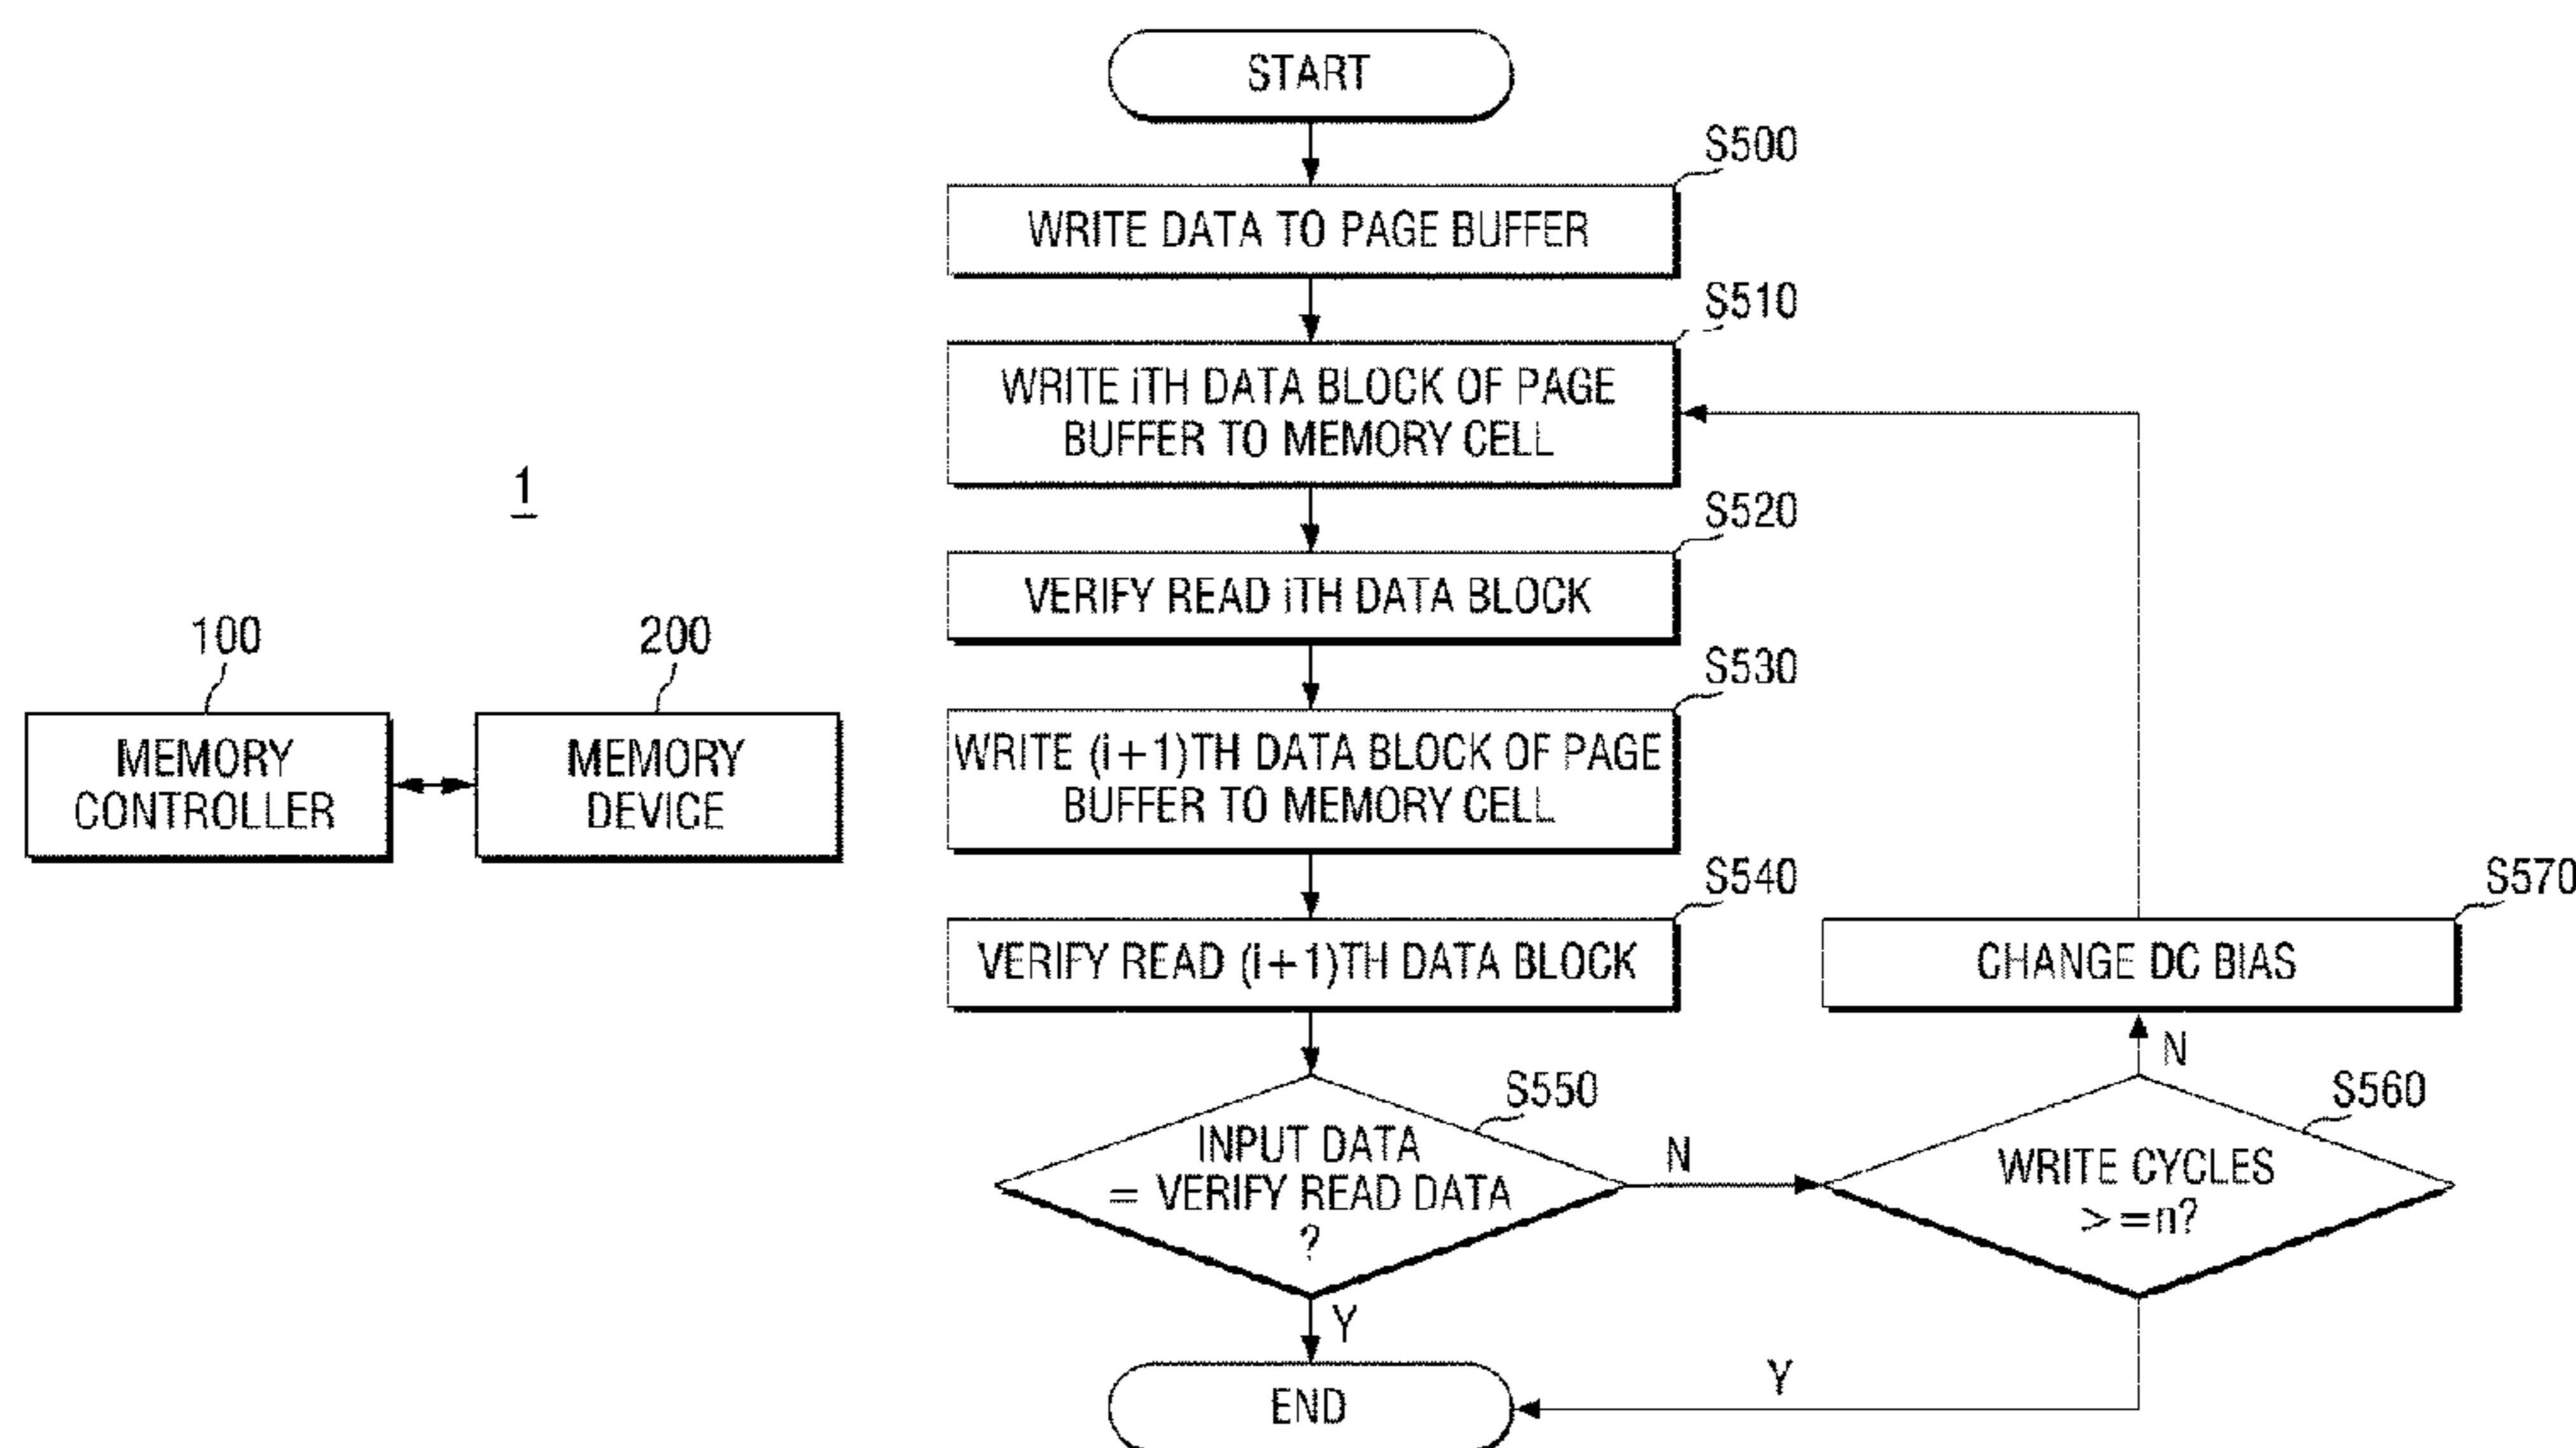 1
100
200
MEMORY
CONTROLLER
MEMORY
DEVICE
START
S500
WRITE DATA TO PAGE BUFFER
S510
WRITE iTH DATA BLOCK OF PAGE
BUFFER TO MEMORY CELL
S520
VERIFY READ iTH DATA BLOCK
S530
WRITE (i+1)TH DATA BLOCK OF PAGE
BUFFER TO MEMORY CELL
S540
VERIFY READ (i+1)TH DATA BLOCK
S550
INPUT DATA
= VERIFY READ DATA
?
N
Y
S560
WRITE CYCLES
>=n?
N
Y
S570
CHANGE DC BIAS
END